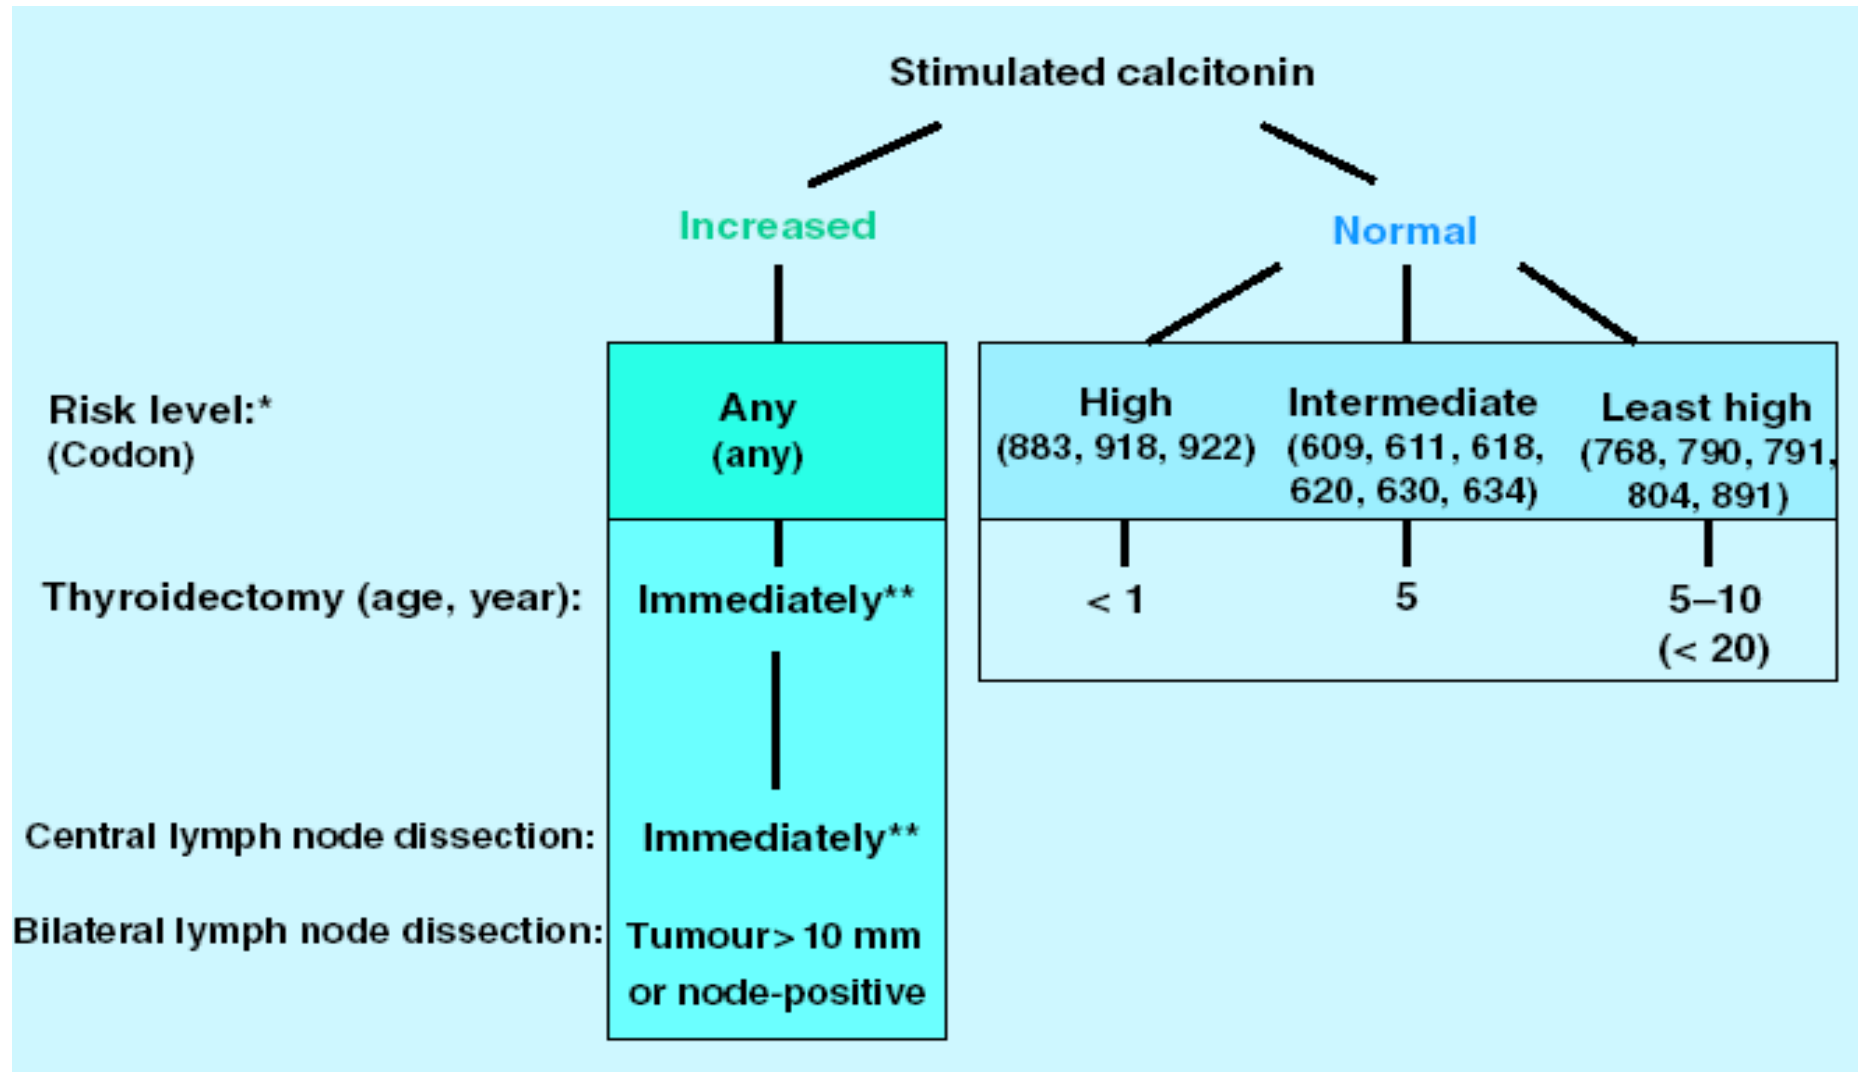 Stimulated calcitonin
Increased
Normal
Risk level:*
(Codon)
Any
(any)
High
(883, 918, 922)
Intermediate
(609, 611, 618,
620, 630, 634)
Least high
(768, 790, 791,
804, 891)
Thyroidectomy (age, year):
Immediately**
< 1
5
5–10
(< 20)
Central lymph node dissection:
Immediately**
Bilateral lymph node dissection:
Tumour> 10 mm
or node-positive